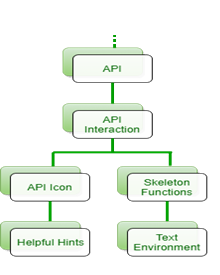 API
API
Interaction
API Icon
Skeleton
Functions
Helpful Hints
Text
Environment